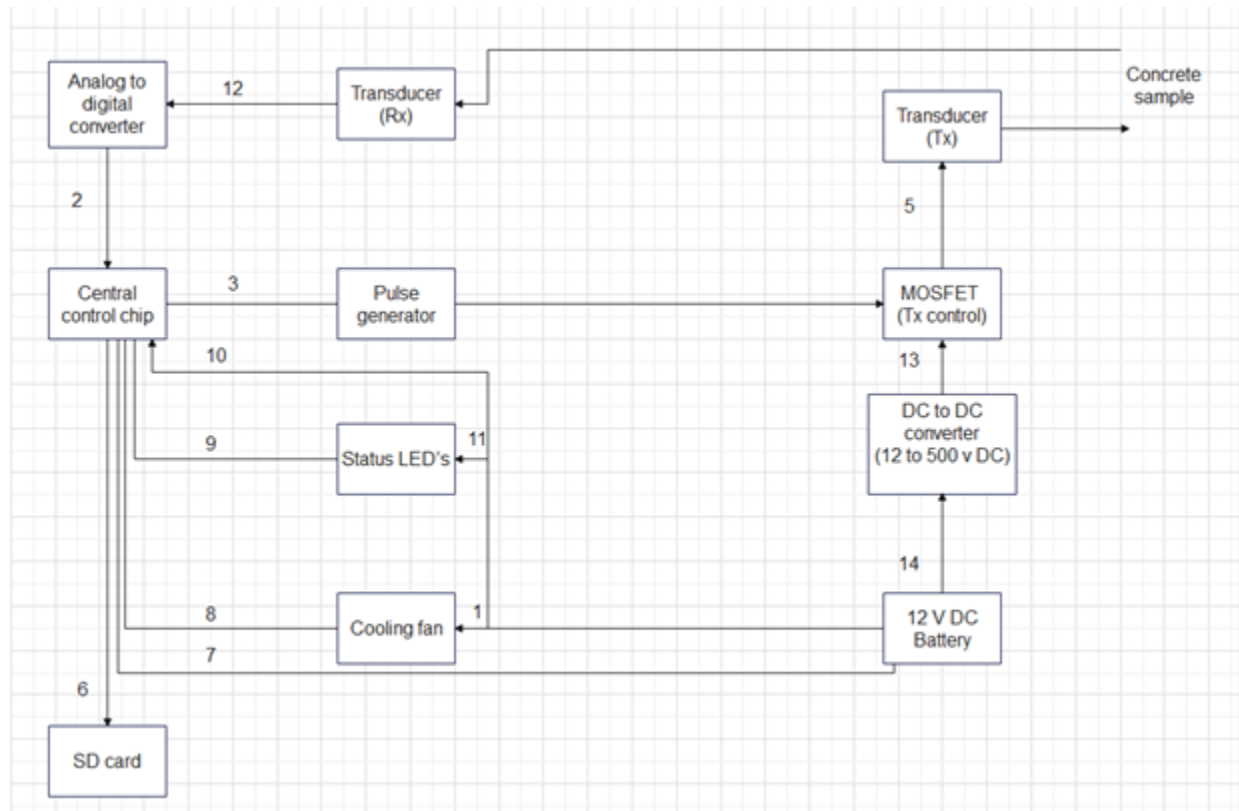 Analog to
digital
converter
12
Transducer
(Rx)
Concrete
sample
Transducer
(Tx)
2
5
Central
control chip
3
Pulse
generator
MOSFET
(Tx control)
10
13
DC to DC
converter
(12 to 500 v DC)
9
Status LED's
11
14
8
Cooling fan
1
12 V DC
Battery
7
6
SD card